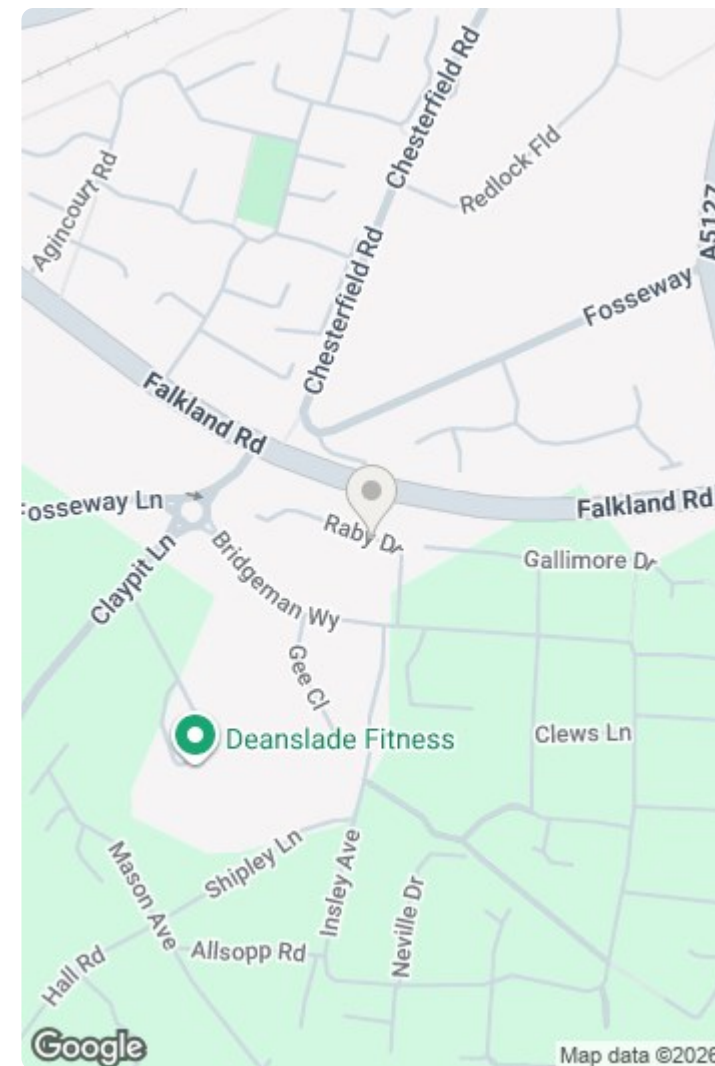 Chesterfield Rd
Redlock Fld
Agincourt Rd
A5127
Chesterfield Rd
Fosseway
Falkland Rd
Fosseway Ln
Falkland Rd
Raby Dr
Gallimore Dr
Claypit Ln
Bridgeman Wy
Gee Cl
Deanslade Fitness
Clews Ln
Shipley Ln
Mason Ave
Insley Ave
Neville Dr
Allsopp Rd
Hall Rd
Google
Map data ©2026